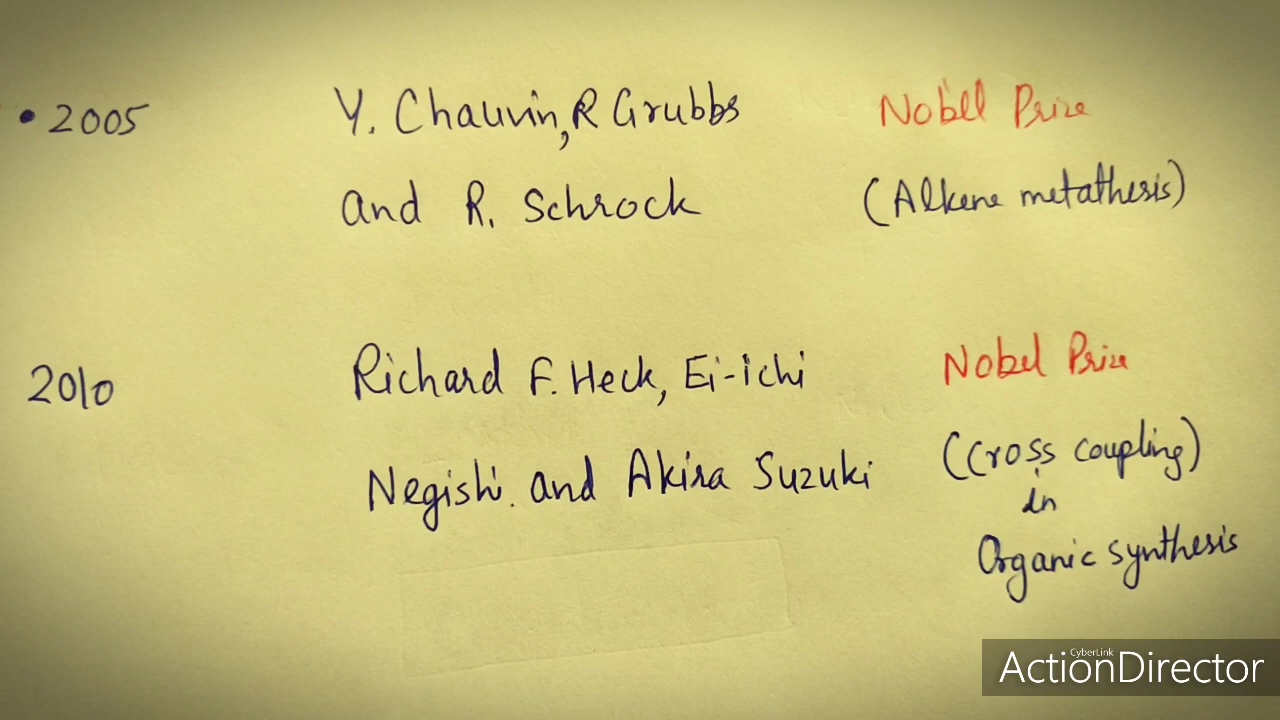 • 2005 Y. Chauvin, R Grubbs Nobel Prize
and R. Schrock (Alkene metathesis)
2010 Richard F. Heck, Ei-ichi Nobel Prize
Negishi. and Akira Suzuki (Cross coupling)
in
Organic synthesis
CyberLink
ActionDirector